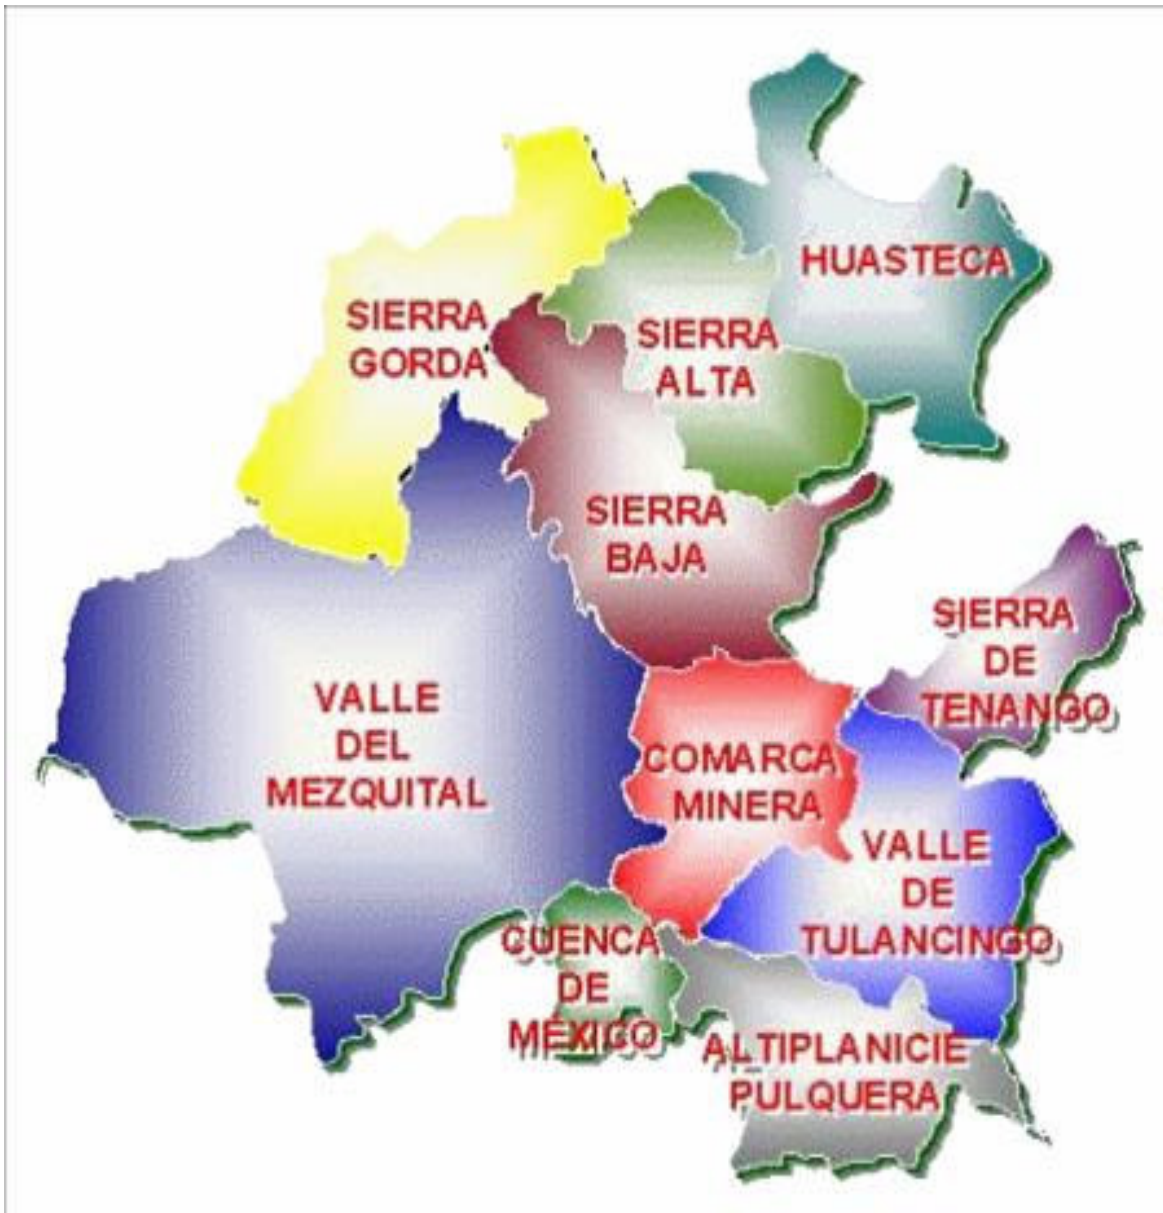 HUASTECA
SIERRA
GORDA
SIERRA
ALTA
SIERRA
BAJA
SIERRA
DE
TENANGO
VALLE
DEL
MEZQUITAL
COMARCA
MINERA
VALLE
DE
TULANCINGO
CUENCA
DE
MÉXICO
ALTIPLANICIE
PULQUERA